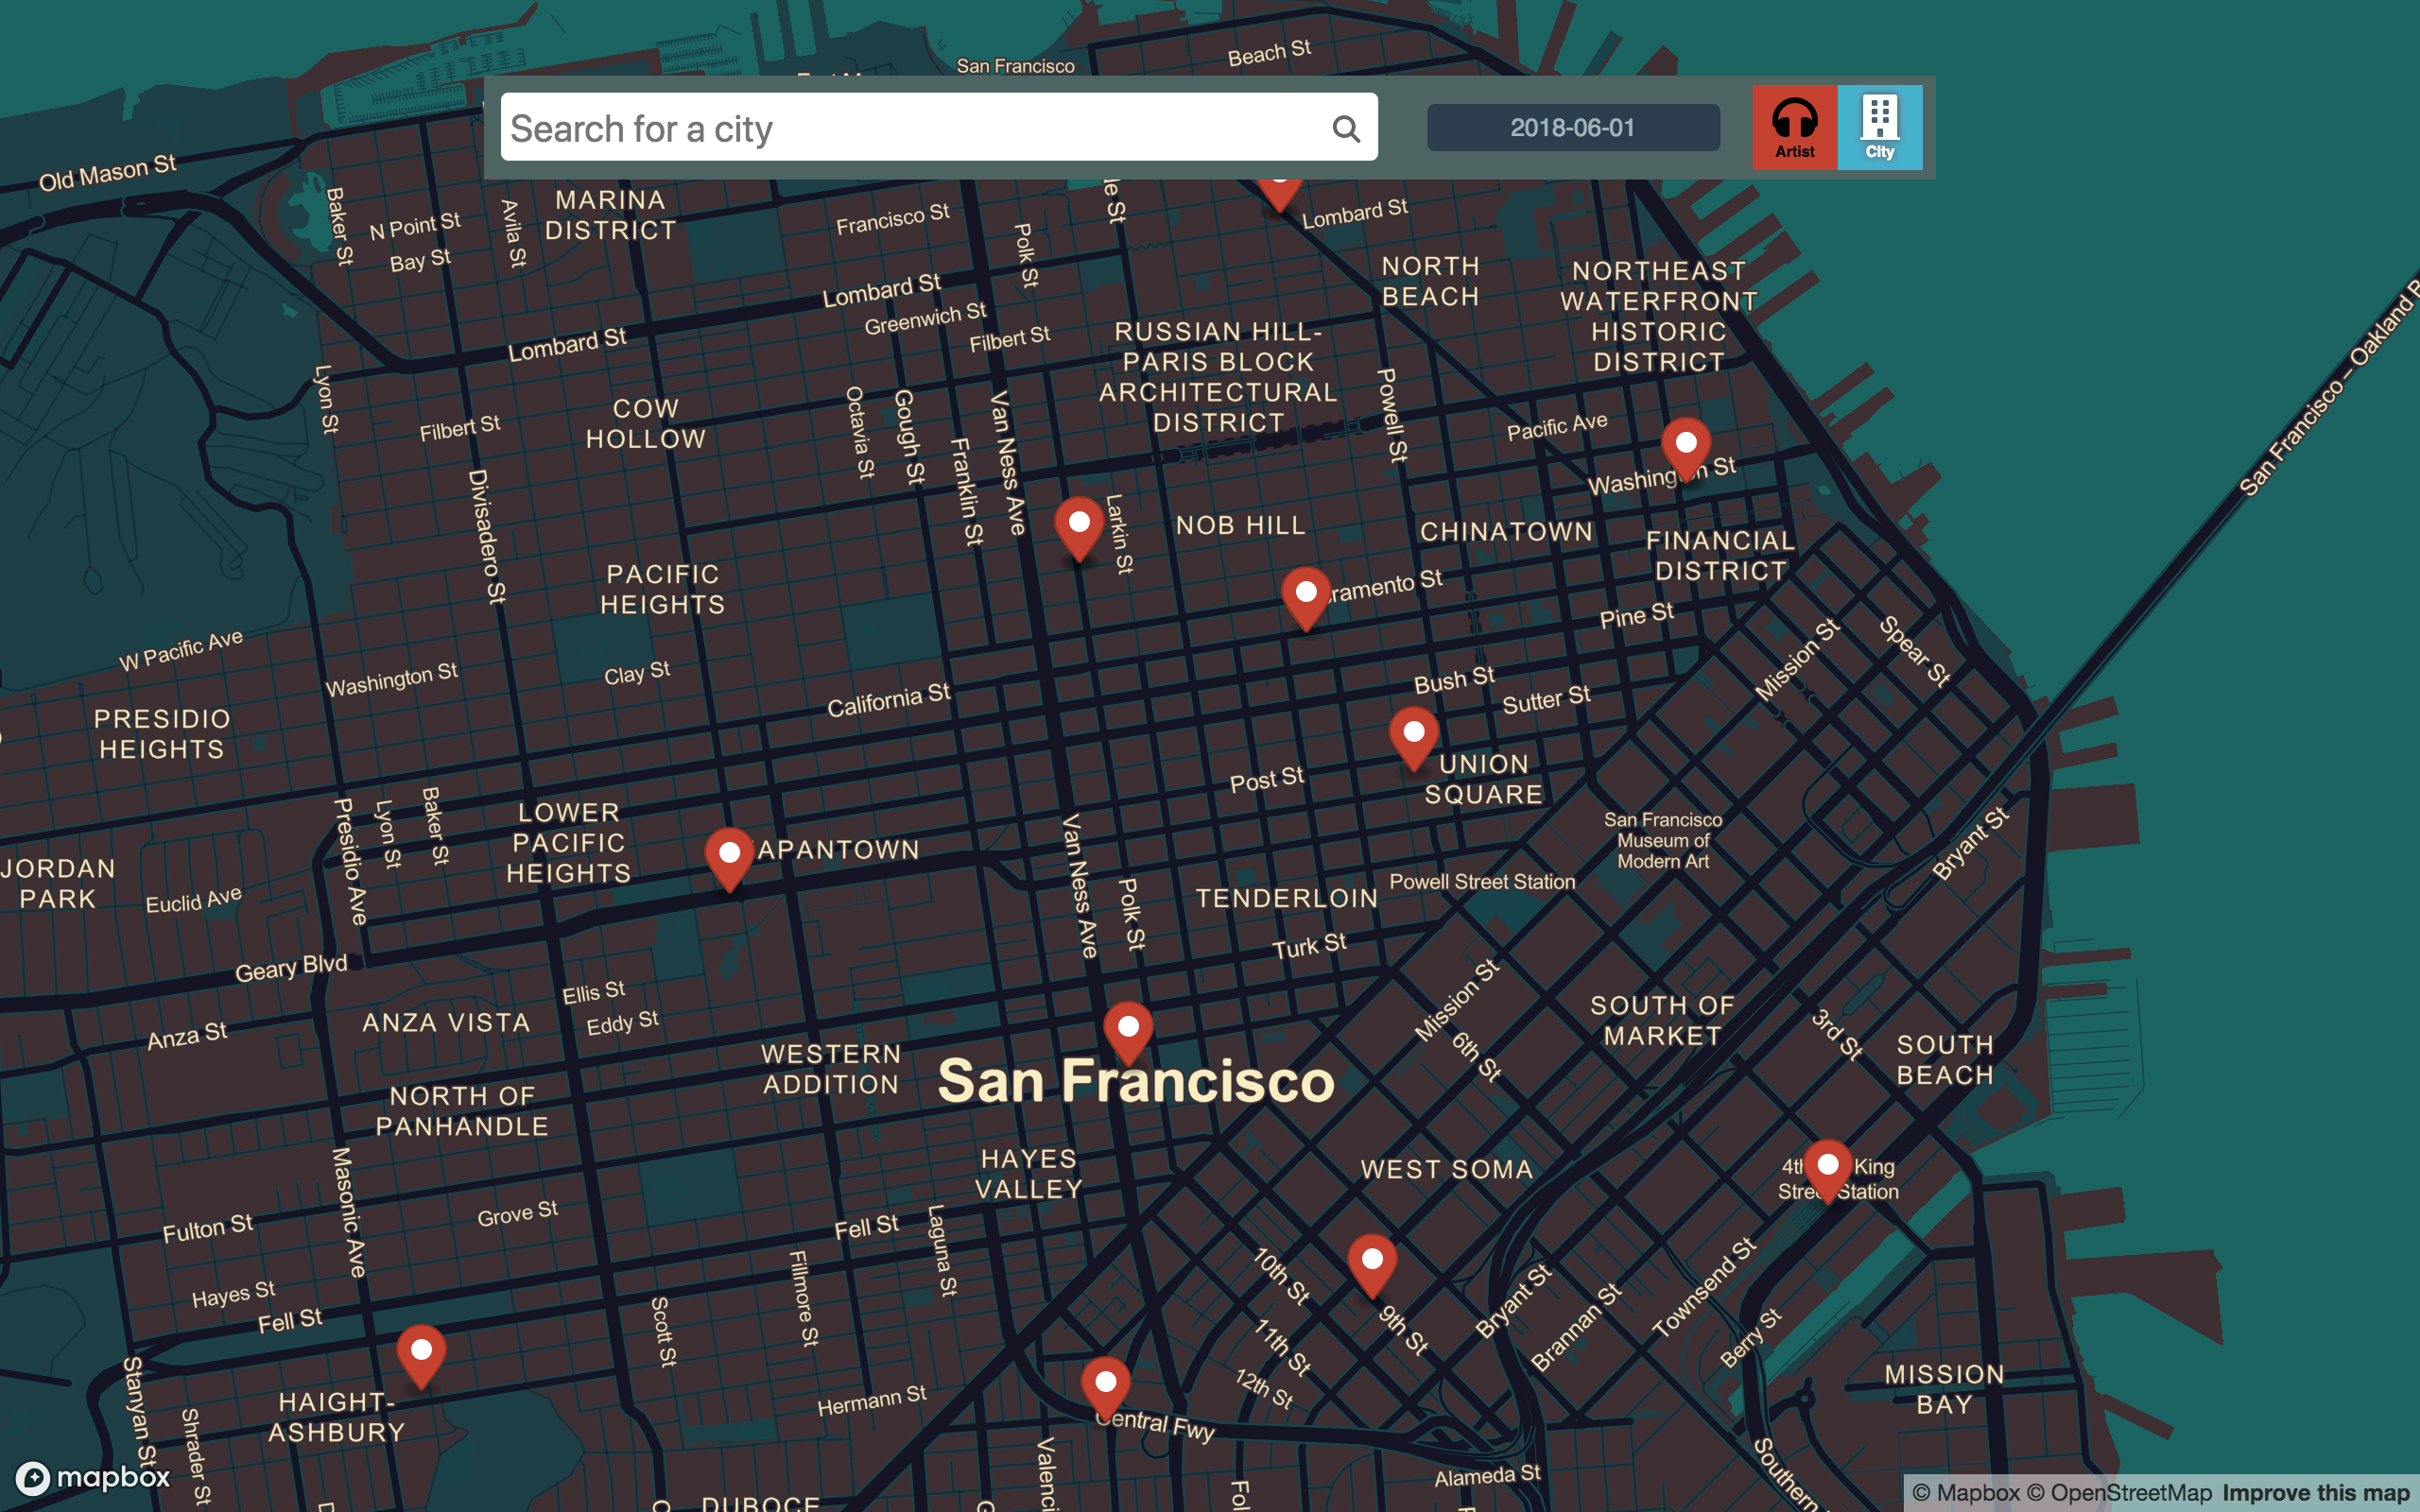 San Francisco
Beach St
Search for a city
2018-06-01
Artist
City
Old Mason St
Baker St
N Point St
Bay St
Avila St
MARINA
DISTRICT
Francisco St
Polk St
Lombard St
NORTH
BEACH
NORTHEAST
WATERFRONT
HISTORIC
DISTRICT
Lombard St
Greenwich St
Filbert St
Lombard St
RUSSIAN HILL-
PARIS BLOCK
ARCHITECTURAL
DISTRICT
San Francisco – Oakland B
Lyon St
Filbert St
COW
HOLLOW
Octavia St
Gough St
Franklin St
Van Ness Ave
Powell St
Pacific Ave
Washington St
Divisadero St
Larkin St
NOB HILL
CHINATOWN
FINANCIAL
DISTRICT
PACIFIC
HEIGHTS
ramento St
Pine St
Mission St
Spear St
W Pacific Ave
Washington St
Clay St
California St
Bush St
Sutter St
PRESIDIO
HEIGHTS
Post St
UNION
SQUARE
San Francisco
Museum of
Modern Art
Bryant St
Presidio Ave
Lyon St
Baker St
LOWER
PACIFIC
HEIGHTS
APANTOWN
Van Ness Ave
Polk St
TENDERLOIN
Powell Street Station
JORDAN
PARK
Euclid Ave
Geary Blvd
Turk St
Mission St
6th St
SOUTH OF
MARKET
3rd St
SOUTH
BEACH
Anza St
ANZA VISTA
Ellis St
Eddy St
WESTERN
ADDITION
San Francisco
NORTH OF
PANHANDLE
HAYES
VALLEY
WEST SOMA
4th King
Street Station
Masonic Ave
Fulton St
Grove St
Fell St
Laguna St
Fillmore St
Scott St
10th St
11th St
12th St
9th St
Bryant St
Brannan St
Townsend St
Berry St
Hayes St
Fell St
Stanyan St
Shrader St
HAIGHT-
ASHBURY
Hermann St
Central Fwy
MISSION
BAY
Alameda St
Southern
Valenci
Fol
DUBOCE
mapbox
© Mapbox © OpenStreetMap Improve this map